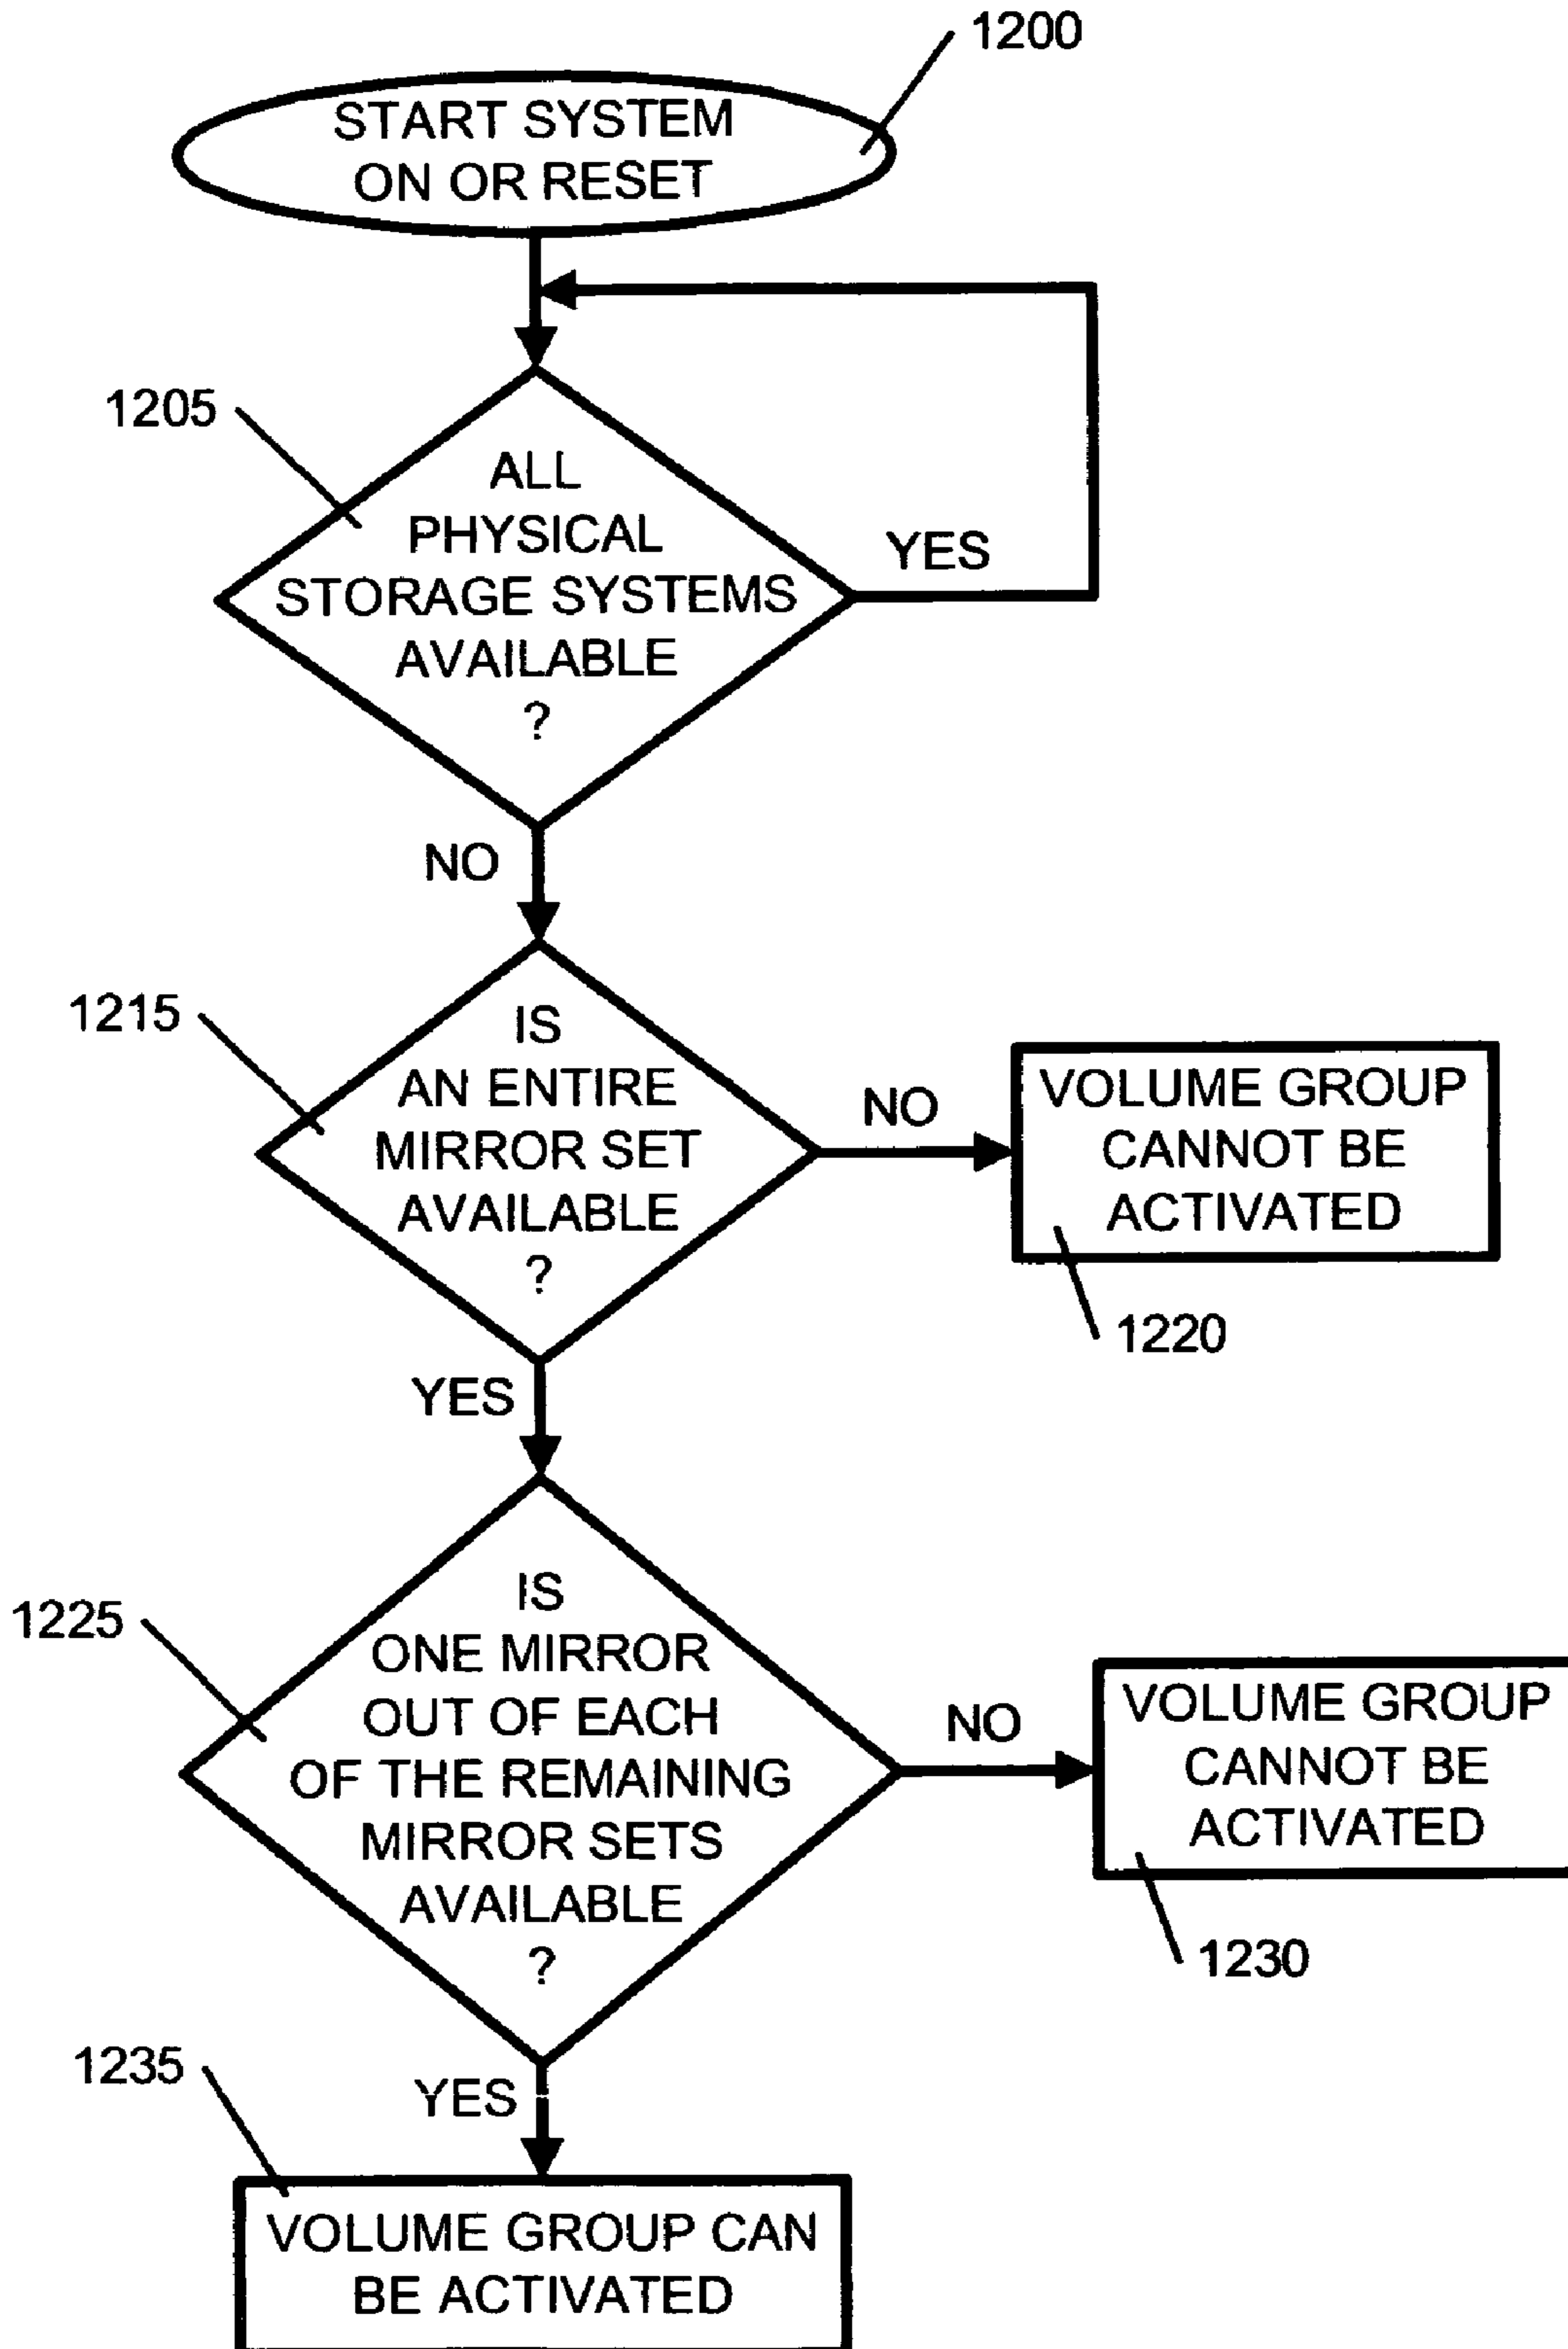 1200
START SYSTEM
ON OR RESET
1205
ALL
PHYSICAL
STORAGE SYSTEMS
AVAILABLE
?
YES
NO
1215
IS
AN ENTIRE
MIRROR SET
AVAILABLE
?
NO
VOLUME GROUP
CANNOT BE
ACTIVATED
1220
YES
1225
IS
ONE MIRROR
OUT OF EACH
OF THE REMAINING
MIRROR SETS
AVAILABLE
?
NO
VOLUME GROUP
CANNOT BE
ACTIVATED
1230
1235
YES
VOLUME GROUP CAN
BE ACTIVATED